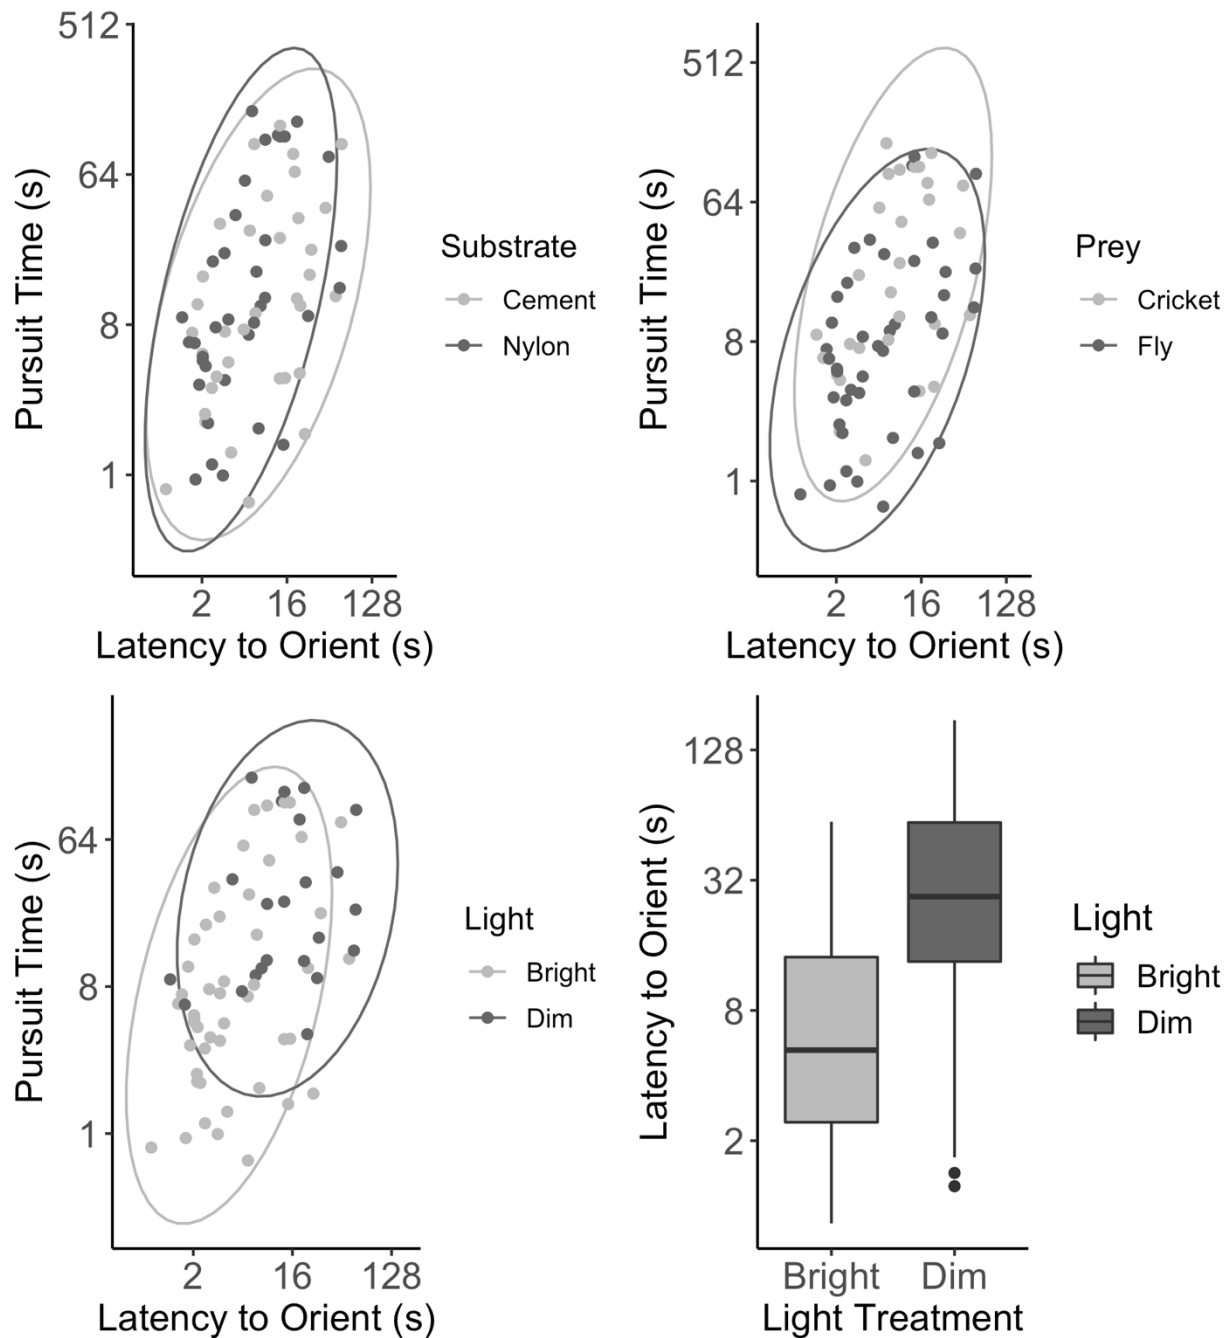 512
64
8
1
Pursuit Time (s)
2 16 128
Latency to Orient (s)
Substrate
Cement
Nylon
512
64
8
1
Pursuit Time (s)
2 16 128
Latency to Orient (s)
Prey
Cricket
Fly
64
8
1
Pursuit Time (s)
2 16 128
Latency to Orient (s)
Light
Bright
Dim
128
32
8
2
Latency to Orient (s)
Bright Dim
Light Treatment
Light
Bright
Dim